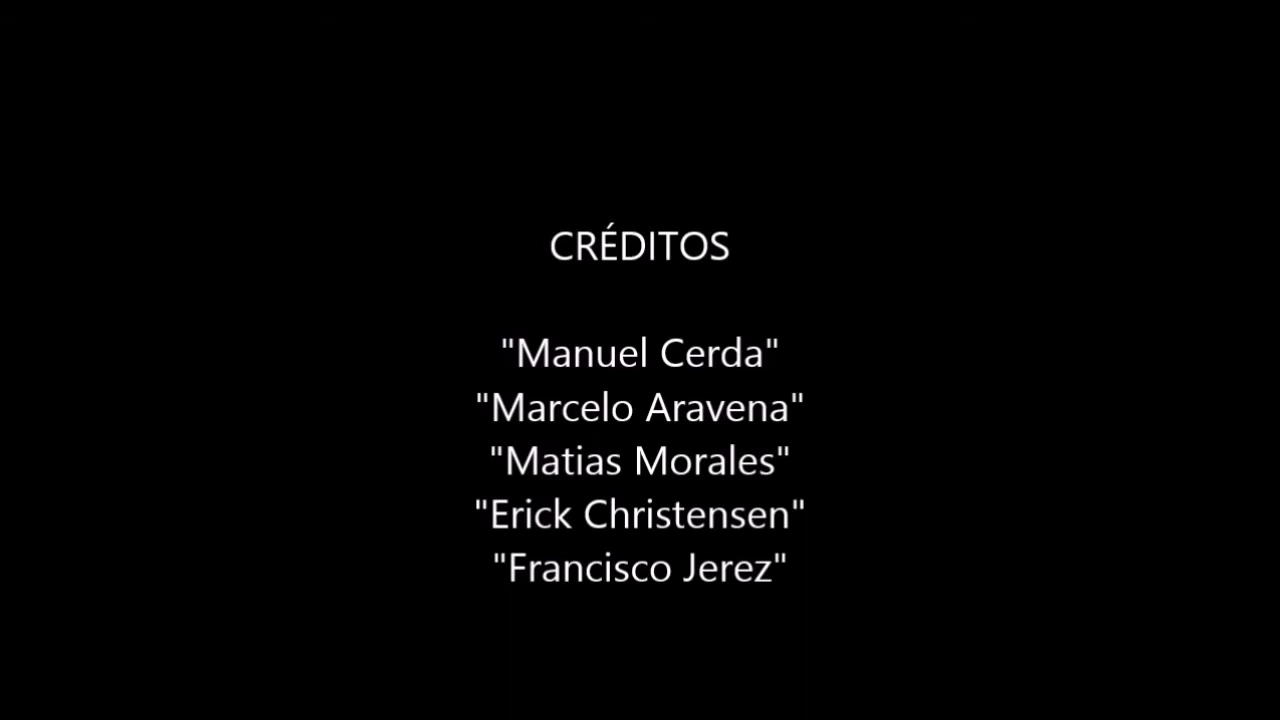 CRÉDITOS
"Manuel Cerda"
"Marcelo Aravena"
"Matias Morales"
"Erick Christensen"
"Francisco Jerez"